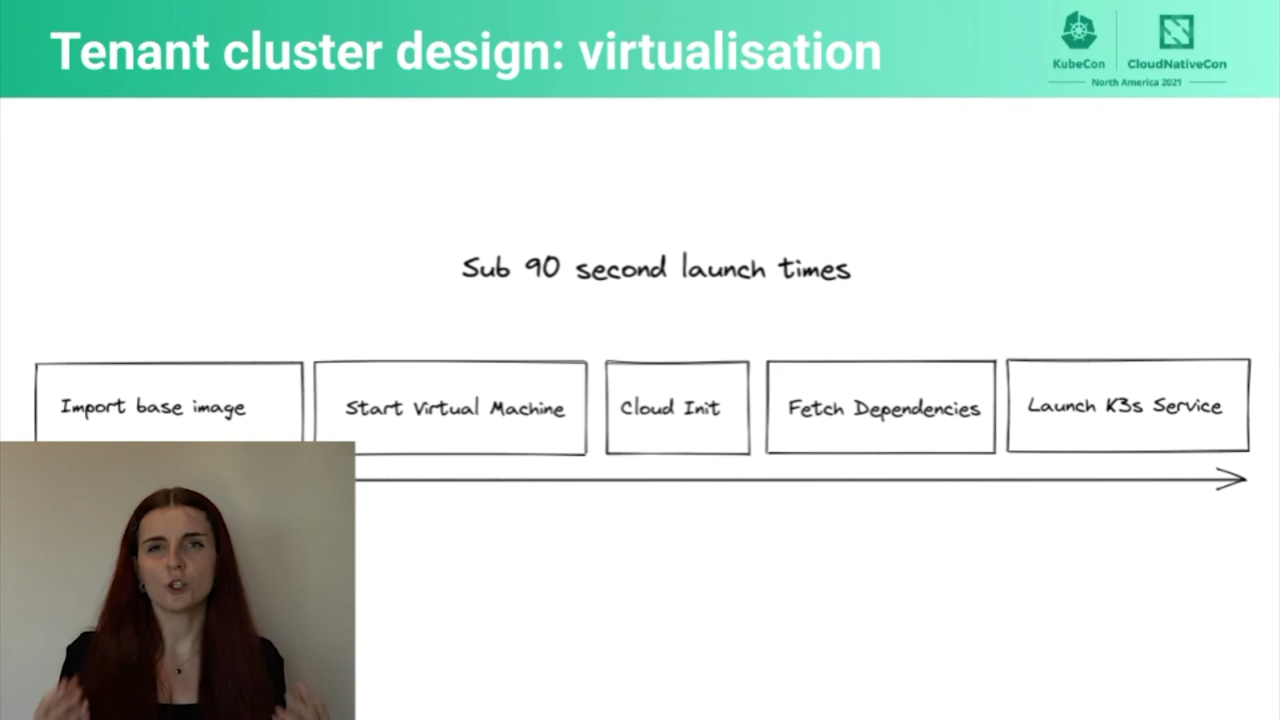 Tenant cluster design: virtualisation
KubeCon
CloudNativeCon
North America 2021
Sub 90 second launch times
Import base image
Start Virtual Machine
Cloud Init
Fetch Dependencies
Launch K3s Service